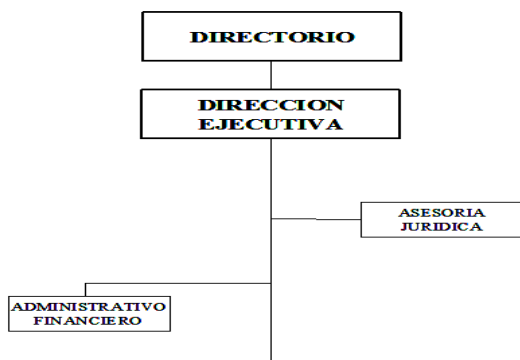 DIRECTORIO
DIRECCION
EJECUTIVA
ASESORIA
JURIDICA
ADMINISTRATIVO
FINANCIERO